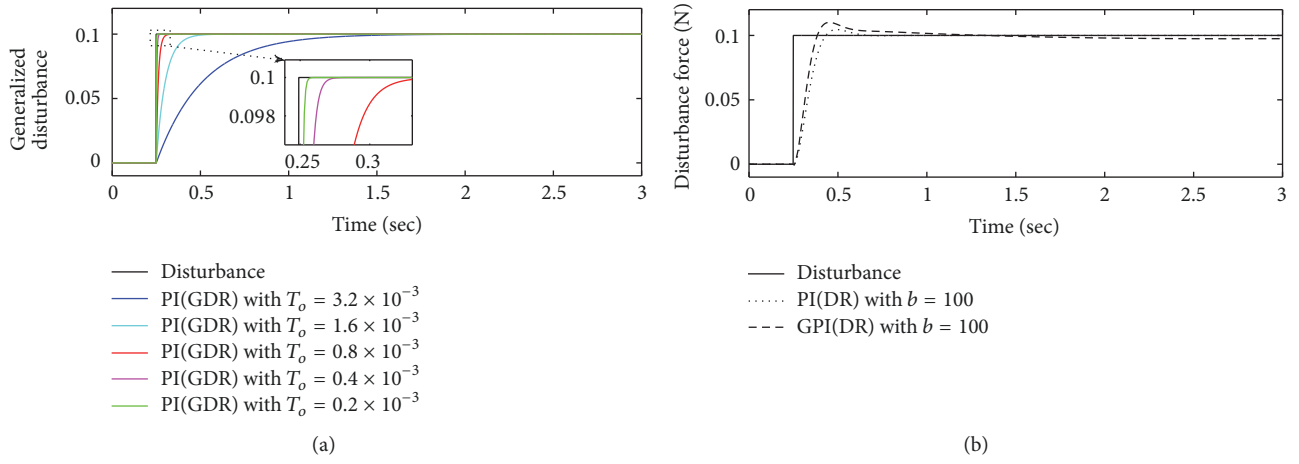 Generalized
disturbance
0.1
0.05
0
0.1
0.098
0.25
0.3
0
0.5
1
1.5
2
2.5
3
Time (sec)
Disturbance
PI(GDR) with T_o = 3.2 × 10⁻³
PI(GDR) with T_o = 1.6 × 10⁻³
PI(GDR) with T_o = 0.8 × 10⁻³
PI(GDR) with T_o = 0.4 × 10⁻³
PI(GDR) with T_o = 0.2 × 10⁻³
(a)
Disturbance force (N)
0.1
0.05
0
0
0.5
1
1.5
2
2.5
3
Time (sec)
Disturbance
PI(DR) with b = 100
GPI(DR) with b = 100
(b)